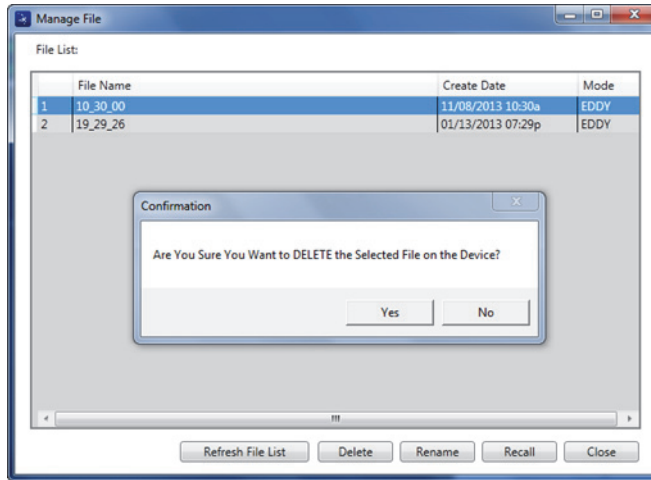 Manage File
File List:
File Name Create Date Mode
1 10_30_00 11/08/2013 10:30a EDDY
2 19_29_26 01/13/2013 07:29p EDDY
Confirmation
Are You Sure You Want to DELETE the Selected File on the Device?
Yes No
Refresh File List Delete Rename Recall Close